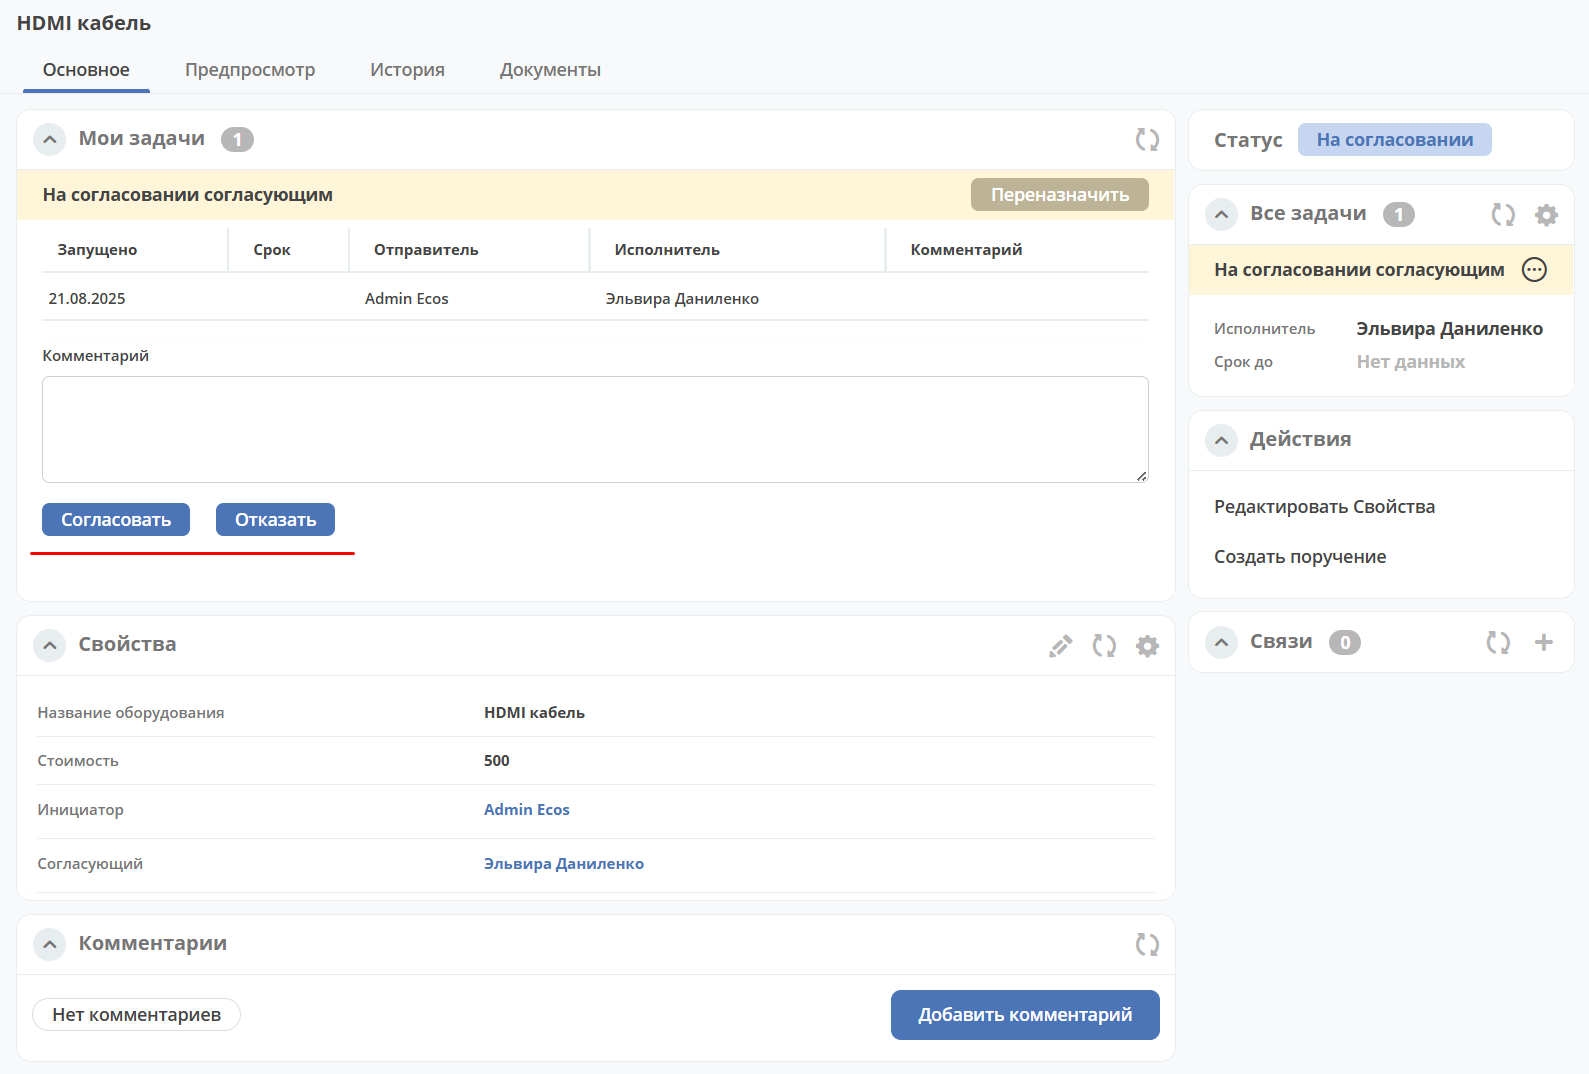 HDMI кабель
Основное Предпросмотр История Документы
Мои задачи 1
На согласовании согласующим Переназначить
Запущено Срок Отправитель Исполнитель Комментарий
21.08.2025 Admin Ecos Эльвира Даниленко
Комментарий
Согласовать Отказать
Свойства
Название оборудования HDMI кабель
Стоимость 500
Инициатор Admin Ecos
Согласующий Эльвира Даниленко
Комментарии
Нет комментариев Добавить комментарий
Статус На согласовании
Все задачи 1
На согласовании согласующим
Исполнитель Эльвира Даниленко
Срок до Нет данных
Действия
Редактировать Свойства
Создать поручение
Связи 0